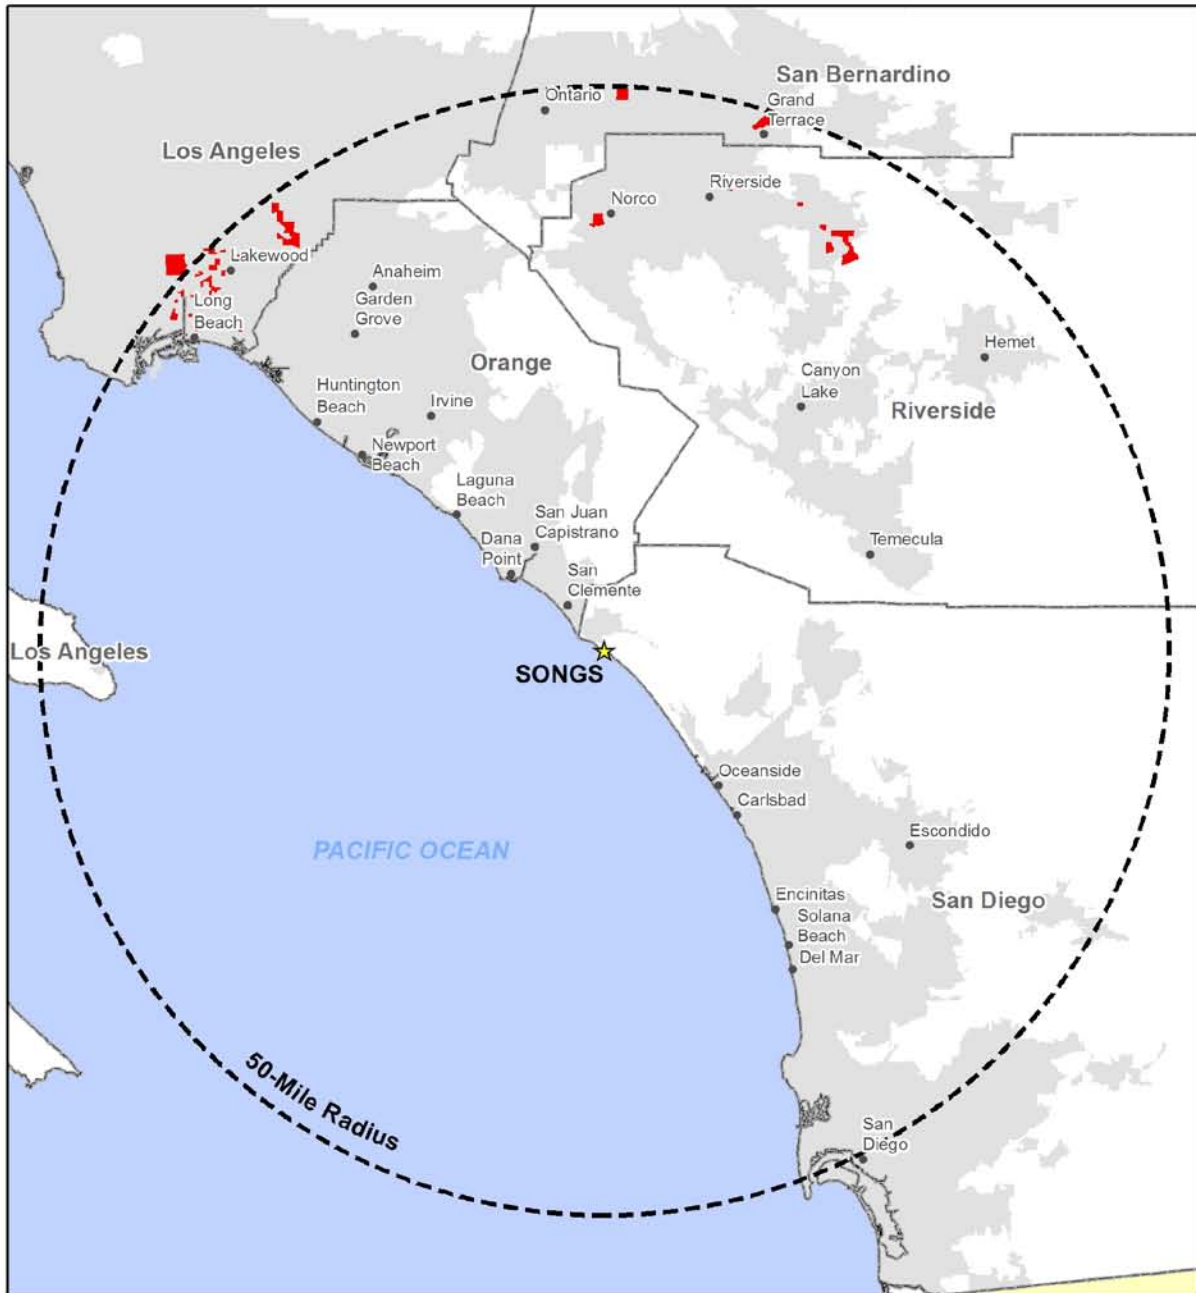 San Bernardino
Ontario
Grand
Terrace
Los Angeles
Riverside
Norco
Lakewood
Anaheim
Garden
Grove
Long
Beach
Hemet
Orange
Canyon
Lake
Huntington
Beach
Irvine
Riverside
Newport
Beach
Laguna
Beach
San Juan
Capistrano
Dana
Point
Temecula
San
Clemente
Los Angeles
SONGS
Oceanside
Carlsbad
PACIFIC OCEAN
Escondido
Encinitas
San Diego
Solana
Beach
Del Mar
50-Mile Radius
San
Diego